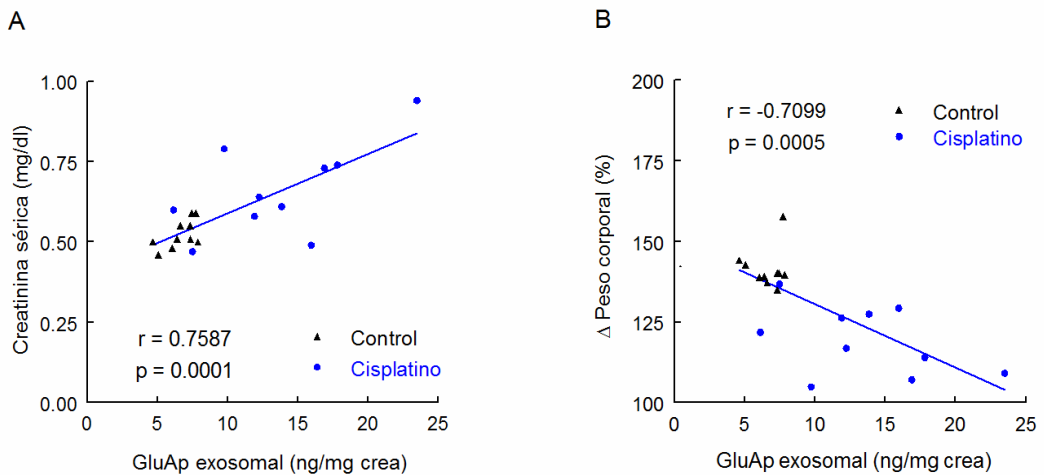 A
Creatinina sérica (mg/dl)
1.00
0.75
0.50
0.25
0.00
r = 0.7587
p = 0.0001
Control
Cisplatino
0 5 10 15 20 25
GluAp exosomal (ng/mg crea)
B
Δ Peso corporal (%)
200
175
150
125
100
r = -0.7099
p = 0.0005
Control
Cisplatino
0 5 10 15 20 25
GluAp exosomal (ng/mg crea)